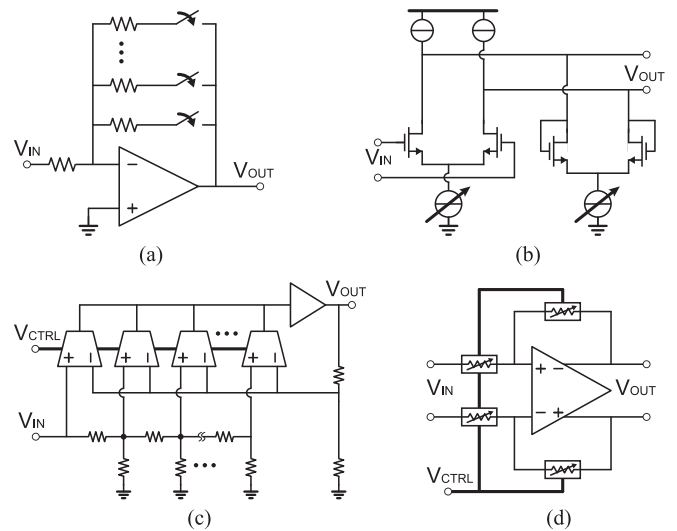 VIN
− +
VOUT
(a)
VIN
VOUT
(b)
VCTRL
+ − + − + − + −
VOUT
VIN
(c)
VIN
+ −
− +
VOUT
VCTRL
(d)